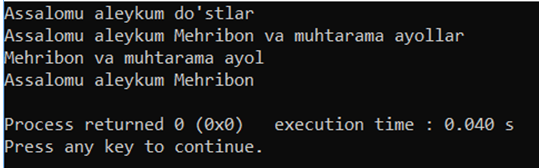 Assalomu aleykum do'stlar
Assalomu aleykum Mehribon va muhtarama ayollar
Mehribon va muhtarama ayol
Assalomu aleykum Mehribon
Process returned 0 (0x0)   execution time : 0.040 s
Press any key to continue.